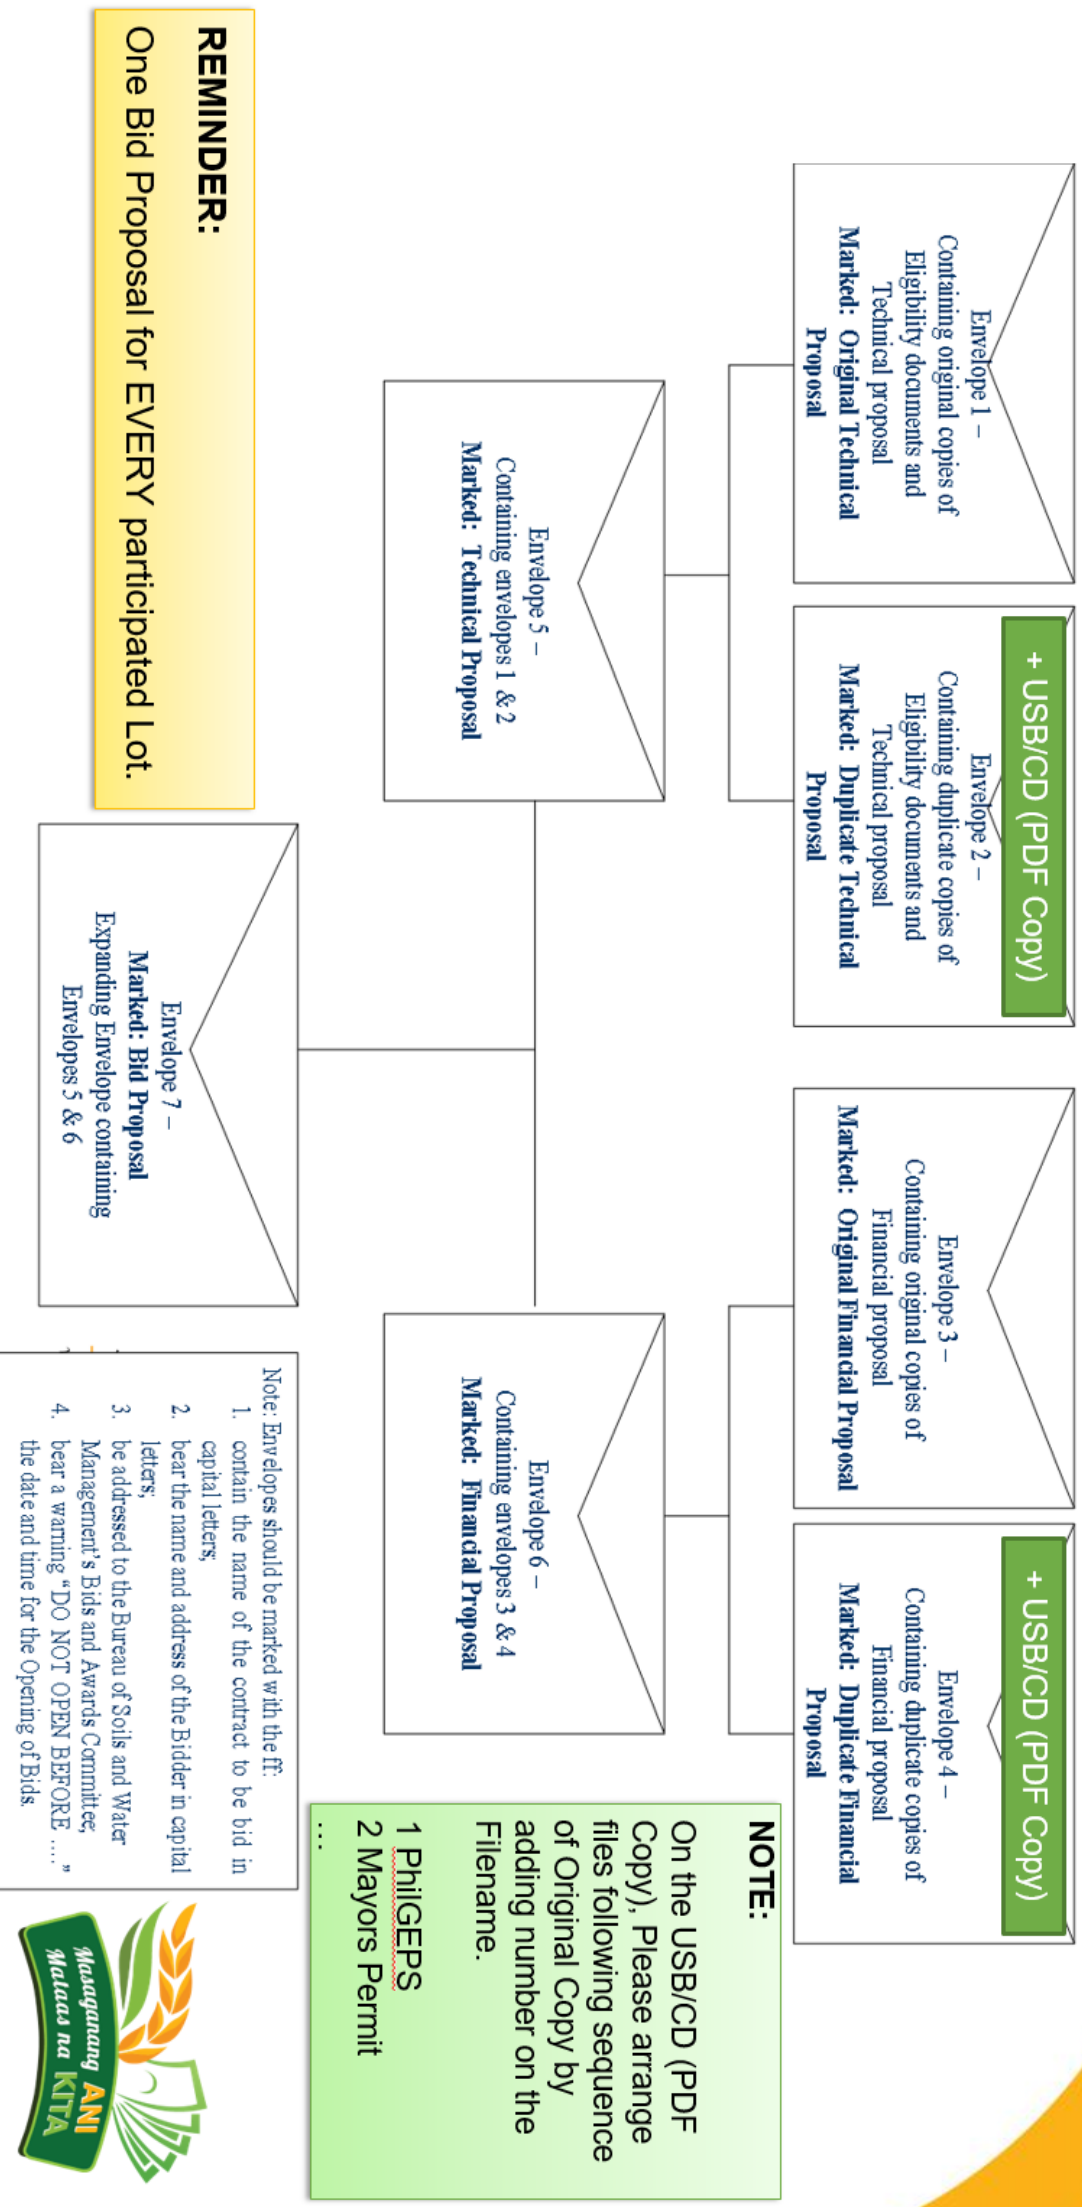 Envelope 1 –
Containing original copies of
Eligibility documents and
Technical proposal
Marked: Original Technical
Proposal
+ USB/CD (PDF Copy)
Envelope 2 –
Containing duplicate copies of
Eligibility documents and
Technical proposal
Marked: Duplicate Technical
Proposal
Envelope 3 –
Containing original copies of
Financial proposal
Marked: Original Financial Proposal
+ USB/CD (PDF Copy)
Envelope 4 –
Containing duplicate copies of
Financial proposal
Marked: Duplicate Financial
Proposal
Envelope 5 –
Containing envelopes 1 & 2
Marked: Technical Proposal
Envelope 6 –
Containing envelopes 3 & 4
Marked: Financial Proposal
NOTE:
On the USB/CD (PDF
Copy), Please arrange
files following sequence
of Original Copy by
adding number on the
Filename.
1 PhilGEPS
2 Mayors Permit
...
REMINDER:
One Bid Proposal for EVERY participated Lot.
Envelope 7 –
Marked: Bid Proposal
Expanding Envelope containing
Envelopes 5 & 6
Note: Envelopes should be marked with the ff:
1. contain the name of the contract to be bid in
capital letters;
2. bear the name and address of the Bidder in capital
letters;
3. be addressed to the Bureau of Soils and Water
Management's Bids and Awards Committee;
4. bear a warning "DO NOT OPEN BEFORE ....."
the date and time for the Opening of Bids.
Masaganang ANI
Mataas na KITA